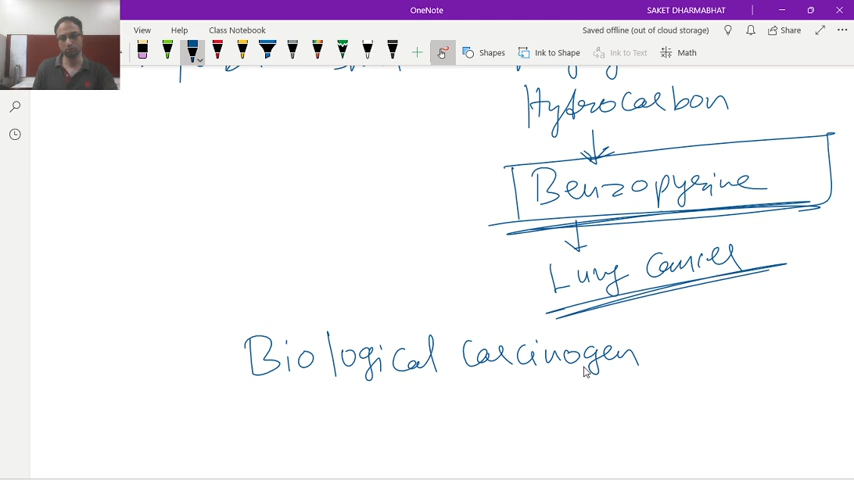 OneNote
SAKET DHARMABHAT
View Help Class Notebook
Saved offline (out of cloud storage) Share
Shapes Ink to Shape Ink to Text Math
Hydrocarbon
Benzopyrine
Lung Cancer
Biological carcinogen